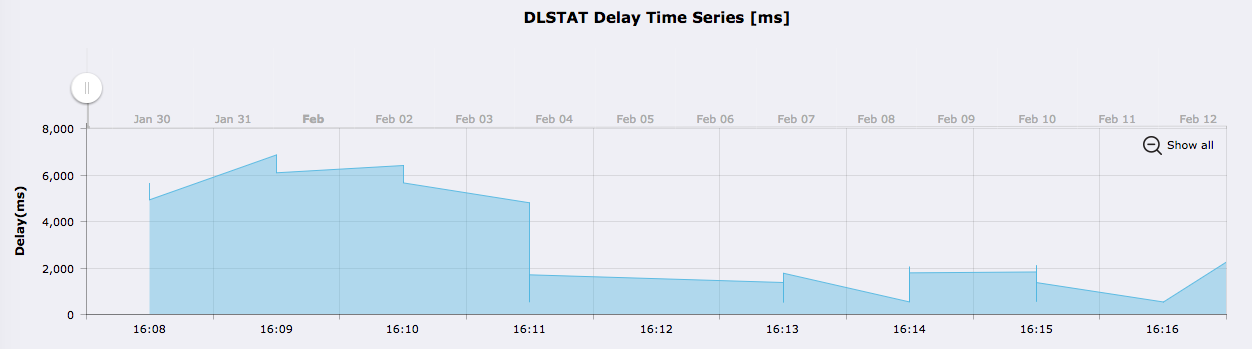 DLSTAT Delay Time Series [ms]
Jan 30 Jan 31 Feb Feb 02 Feb 03 Feb 04 Feb 05 Feb 06 Feb 07 Feb 08 Feb 09 Feb 10 Feb 11 Feb 12
8,000
Show all
6,000
Delay(ms)
4,000
2,000
0
16:08 16:09 16:10 16:11 16:12 16:13 16:14 16:15 16:16